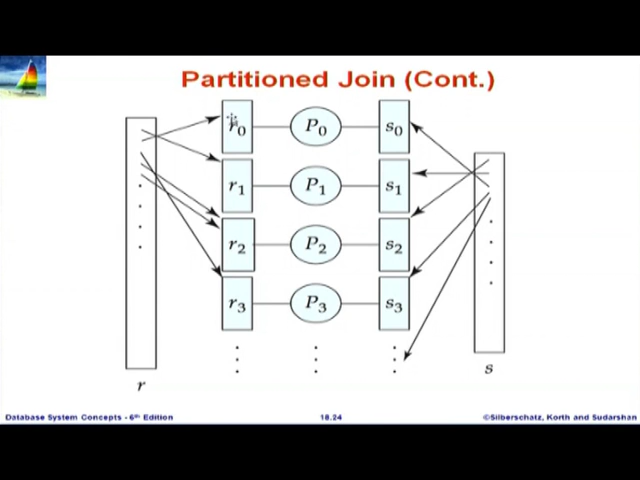 Partitioned Join (Cont.)
r0 P0 s0
r1 P1 s1
r2 P2 s2
r3 P3 s3
r s
Database System Concepts - 6th Edition 18.24 ©Silberschatz, Korth and Sudarshan